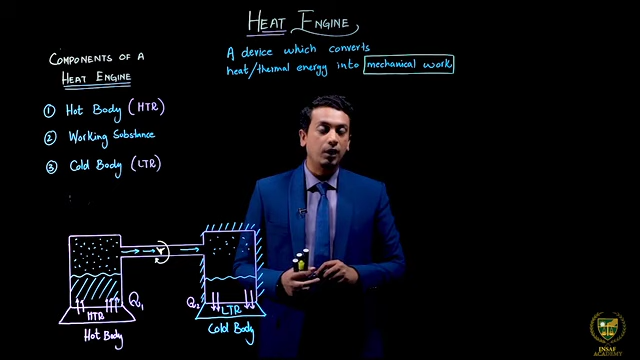 HEAT ENGINE
A device which converts
heat/thermal energy into mechanical work
COMPONENTS OF A
HEAT ENGINE
① Hot Body (HTR)
② Working Substance
③ Cold Body (LTR)
Q1
HTR
Hot Body
Q2
LTR
Cold Body
ENSAF
ACADEMY